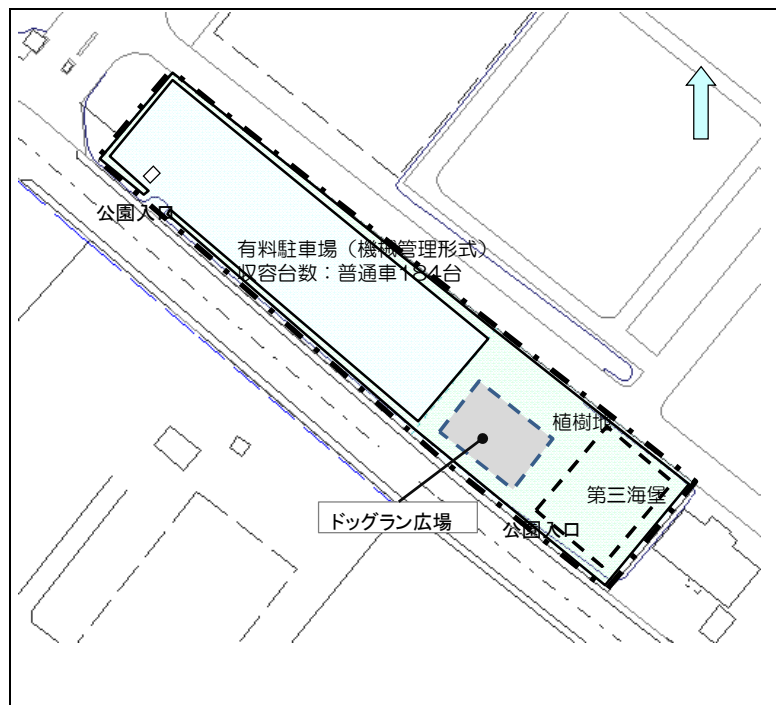 公園入口
有料駐車場（機械管理形式）
収容台数：普通車184台
植樹地
第三海堡
ドッグラン広場
公園入口